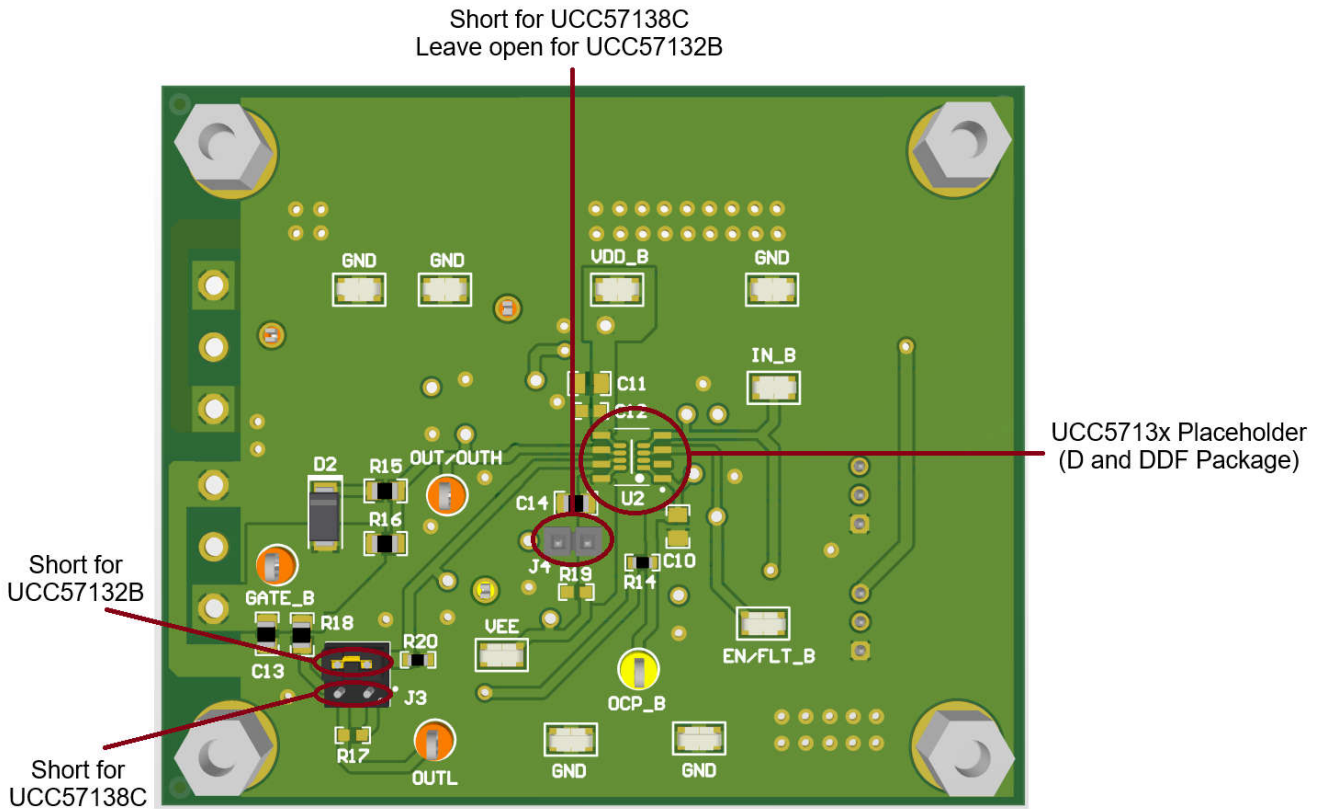 Short for UCC57138C
Leave open for UCC57132B
GND
GND
VDD_B
GND
IN_B
C11
C12
UCC5713x Placeholder
(D and DDF Package)
OUT/OUTH
D2
R15
U2
C14
R16
J4
R19
R14
C10
Short for
UCC57132B
GATE_B
R18
VEE
R20
EN/FLT_B
C13
J3
OCP_B
R17
Short for
UCC57138C
OUTL
GND
GND